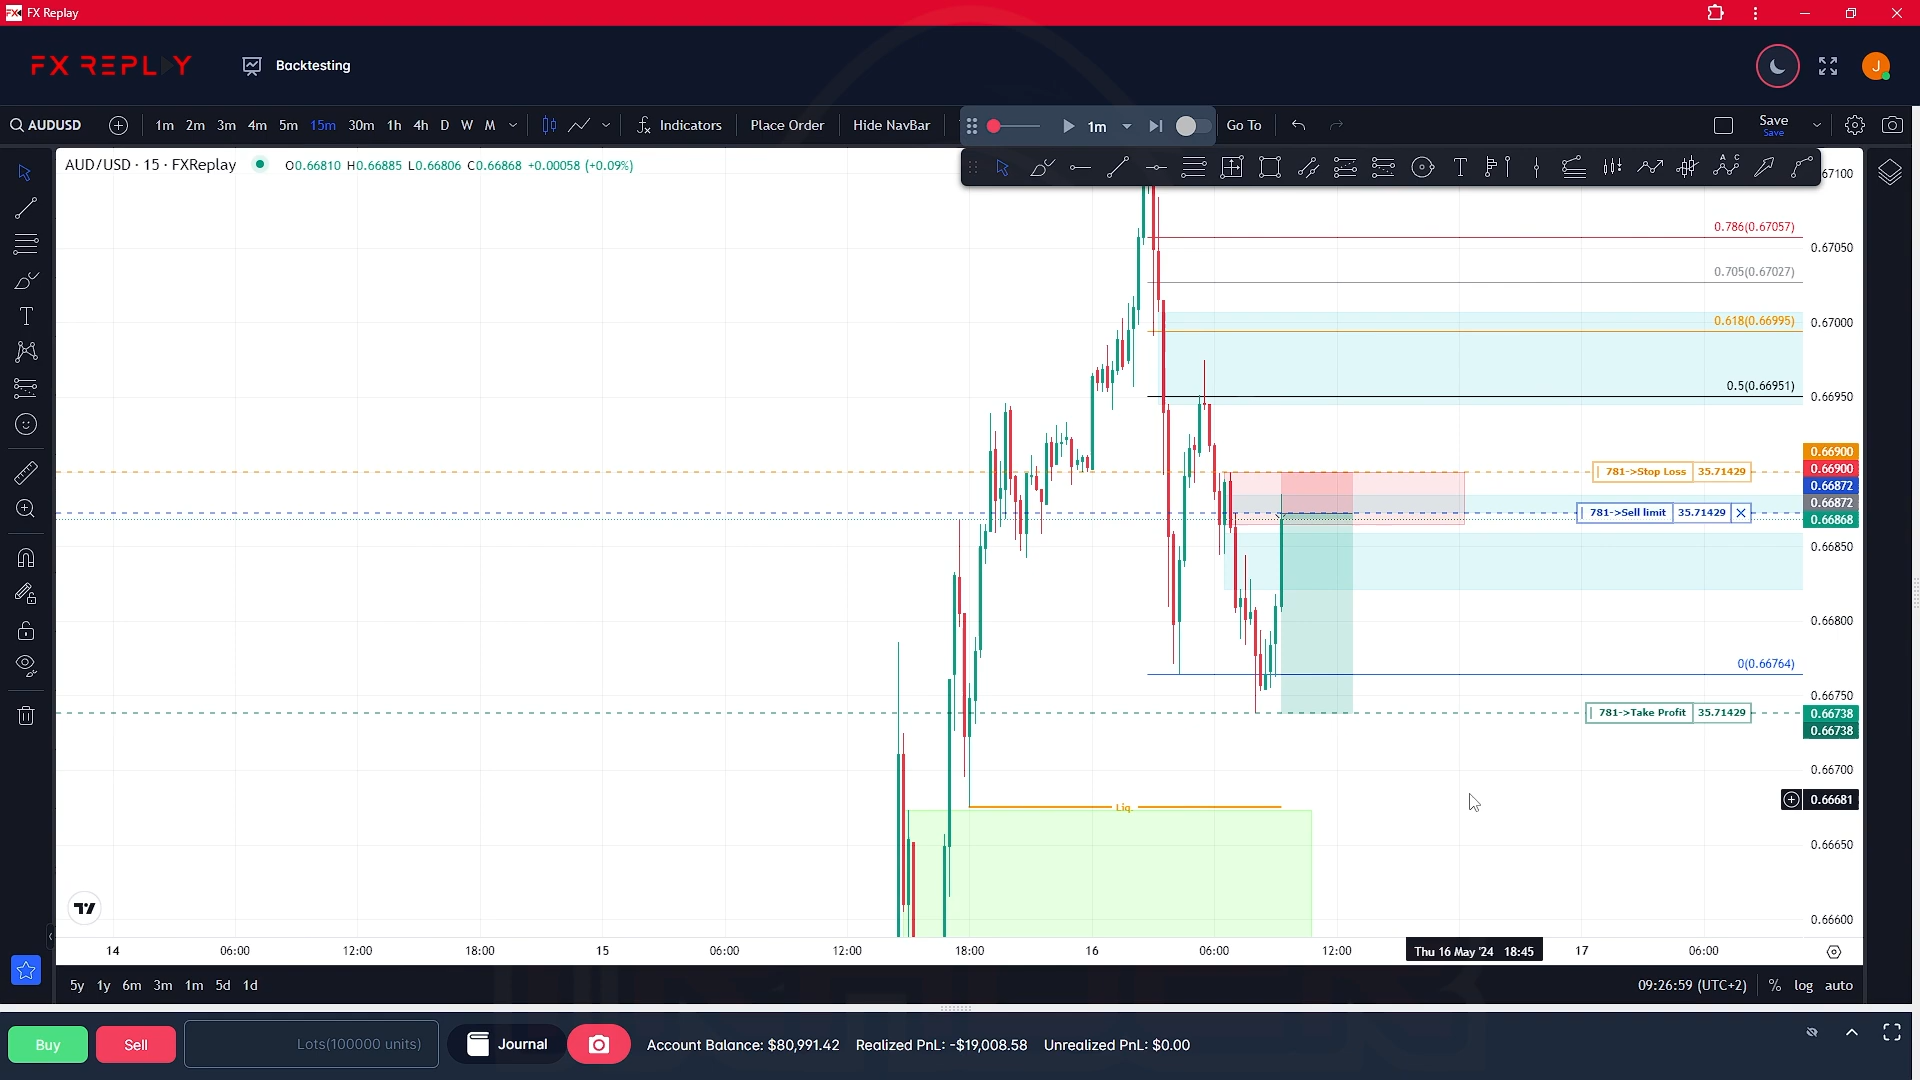 FX Replay
FX REPLAY
Backtesting
J
AUDUSD
1m 2m 3m 4m 5m 15m 30m 1h 4h D W M
Indicators
Place Order
Hide NavBar
1m
Go To
Save
Save
AUD/USD · 15 · FXReplay
O0.66810 H0.66885 L0.66806 C0.66868 +0.00058 (+0.09%)
0.67100
0.786(0.67057)
0.67050
0.705(0.67027)
0.618(0.66995)
0.67000
0.5(0.66951)
0.66950
0.66900
781->Stop Loss 35.71429
0.66900
0.66872
0.66872
781->Sell limit 35.71429
0.66868
0.66850
0.66800
0(0.66764)
0.66750
781->Take Profit 35.71429
0.66738
0.66738
0.66700
0.66681
Liq.
0.66650
0.66600
14 06:00 12:00 18:00 15 06:00 12:00 18:00 16 06:00 12:00 Thu 16 May '24 18:45 17 06:00
5y 1y 6m 3m 1m 5d 1d
09:26:59 (UTC+2) % log auto
Buy
Sell
Lots(100000 units)
Journal
Account Balance: $80,991.42 Realized PnL: -$19,008.58 Unrealized PnL: $0.00